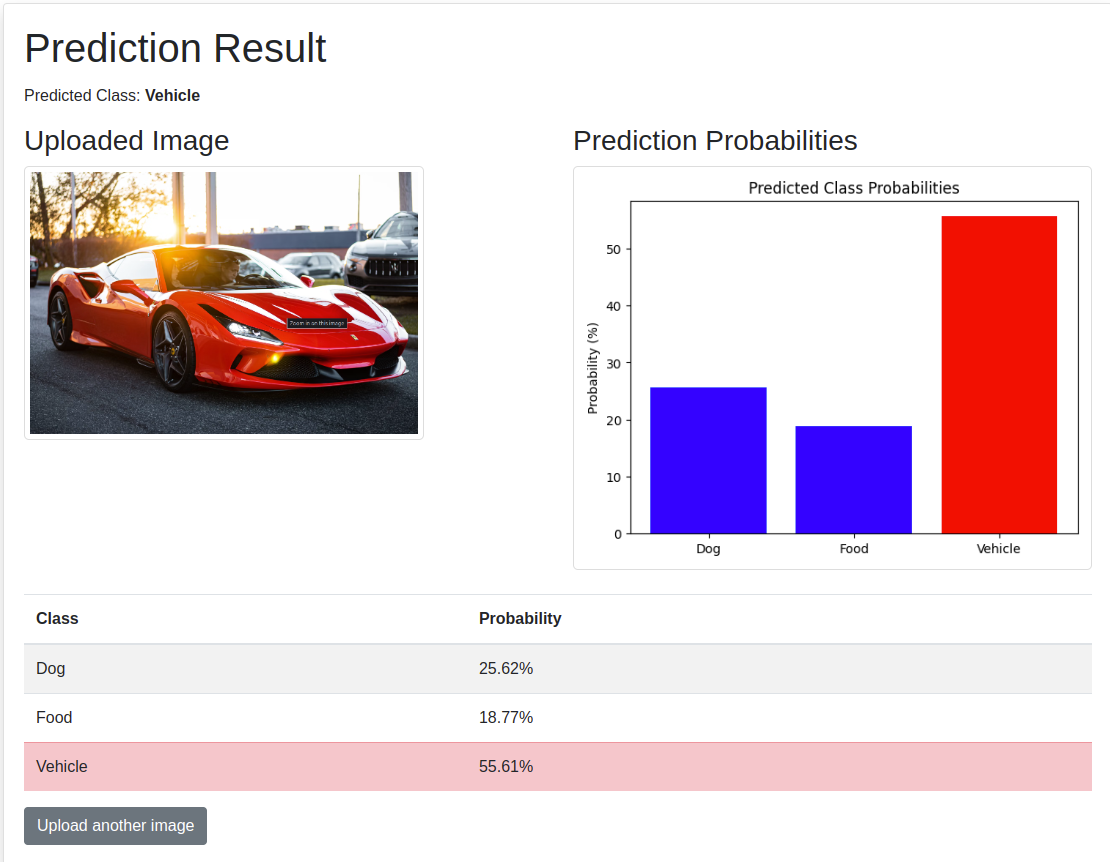 Prediction Result
Predicted Class: Vehicle
Uploaded Image
Zoom in on this image
Prediction Probabilities
Predicted Class Probabilities
Probability (%)
50
40
30
20
10
0
Dog Food Vehicle
Class Probability
Dog 25.62%
Food 18.77%
Vehicle 55.61%
Upload another image